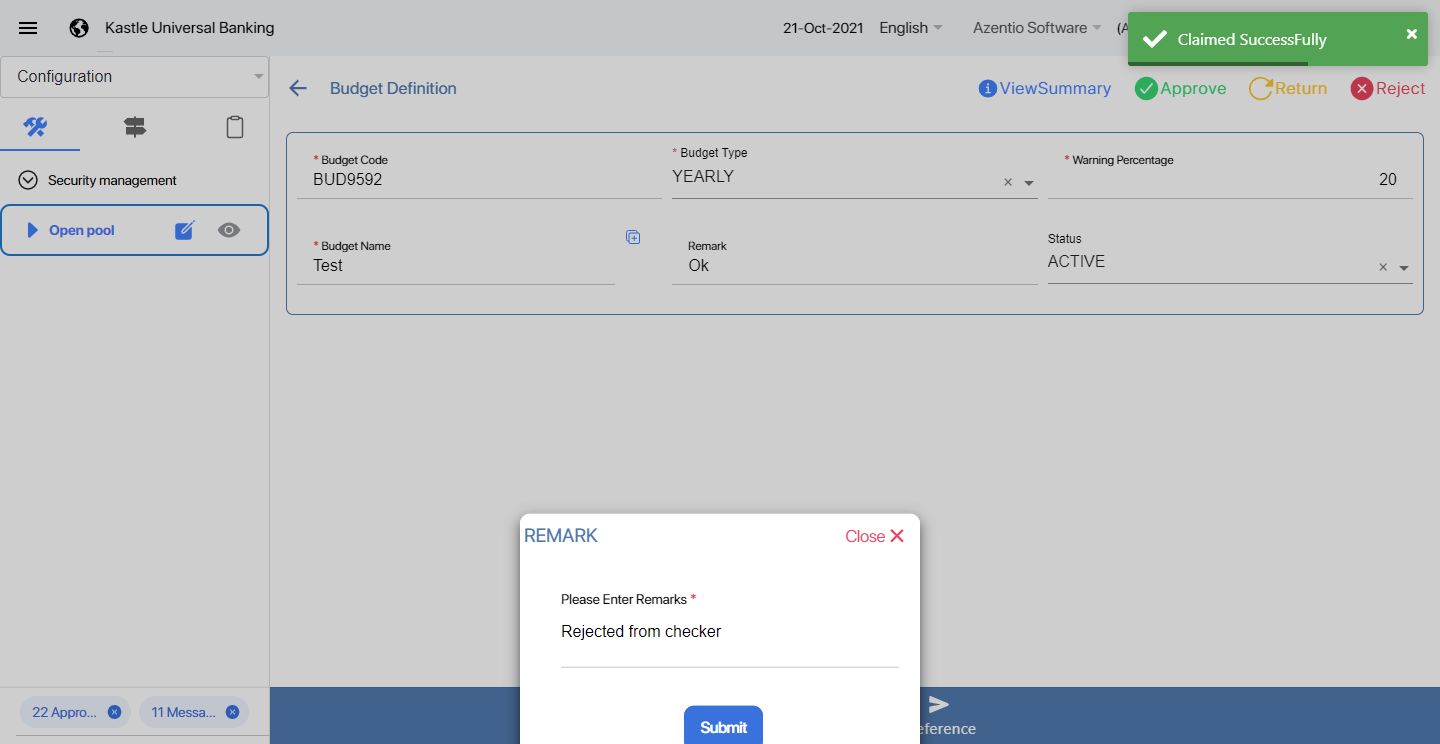 Kastle Universal Banking
21-Oct-2021
English
Azentio Software
Claimed SuccessFully
Configuration
Budget Definition
ViewSummary
Approve
Return
Reject
Security management
Open pool
* Budget Code
BUD9592
* Budget Type
YEARLY
* Warning Percentage
20
* Budget Name
Test
Remark
Ok
Status
ACTIVE
REMARK
Close
Please Enter Remarks *
Rejected from checker
Submit
22 Appro...
11 Messa...
eference